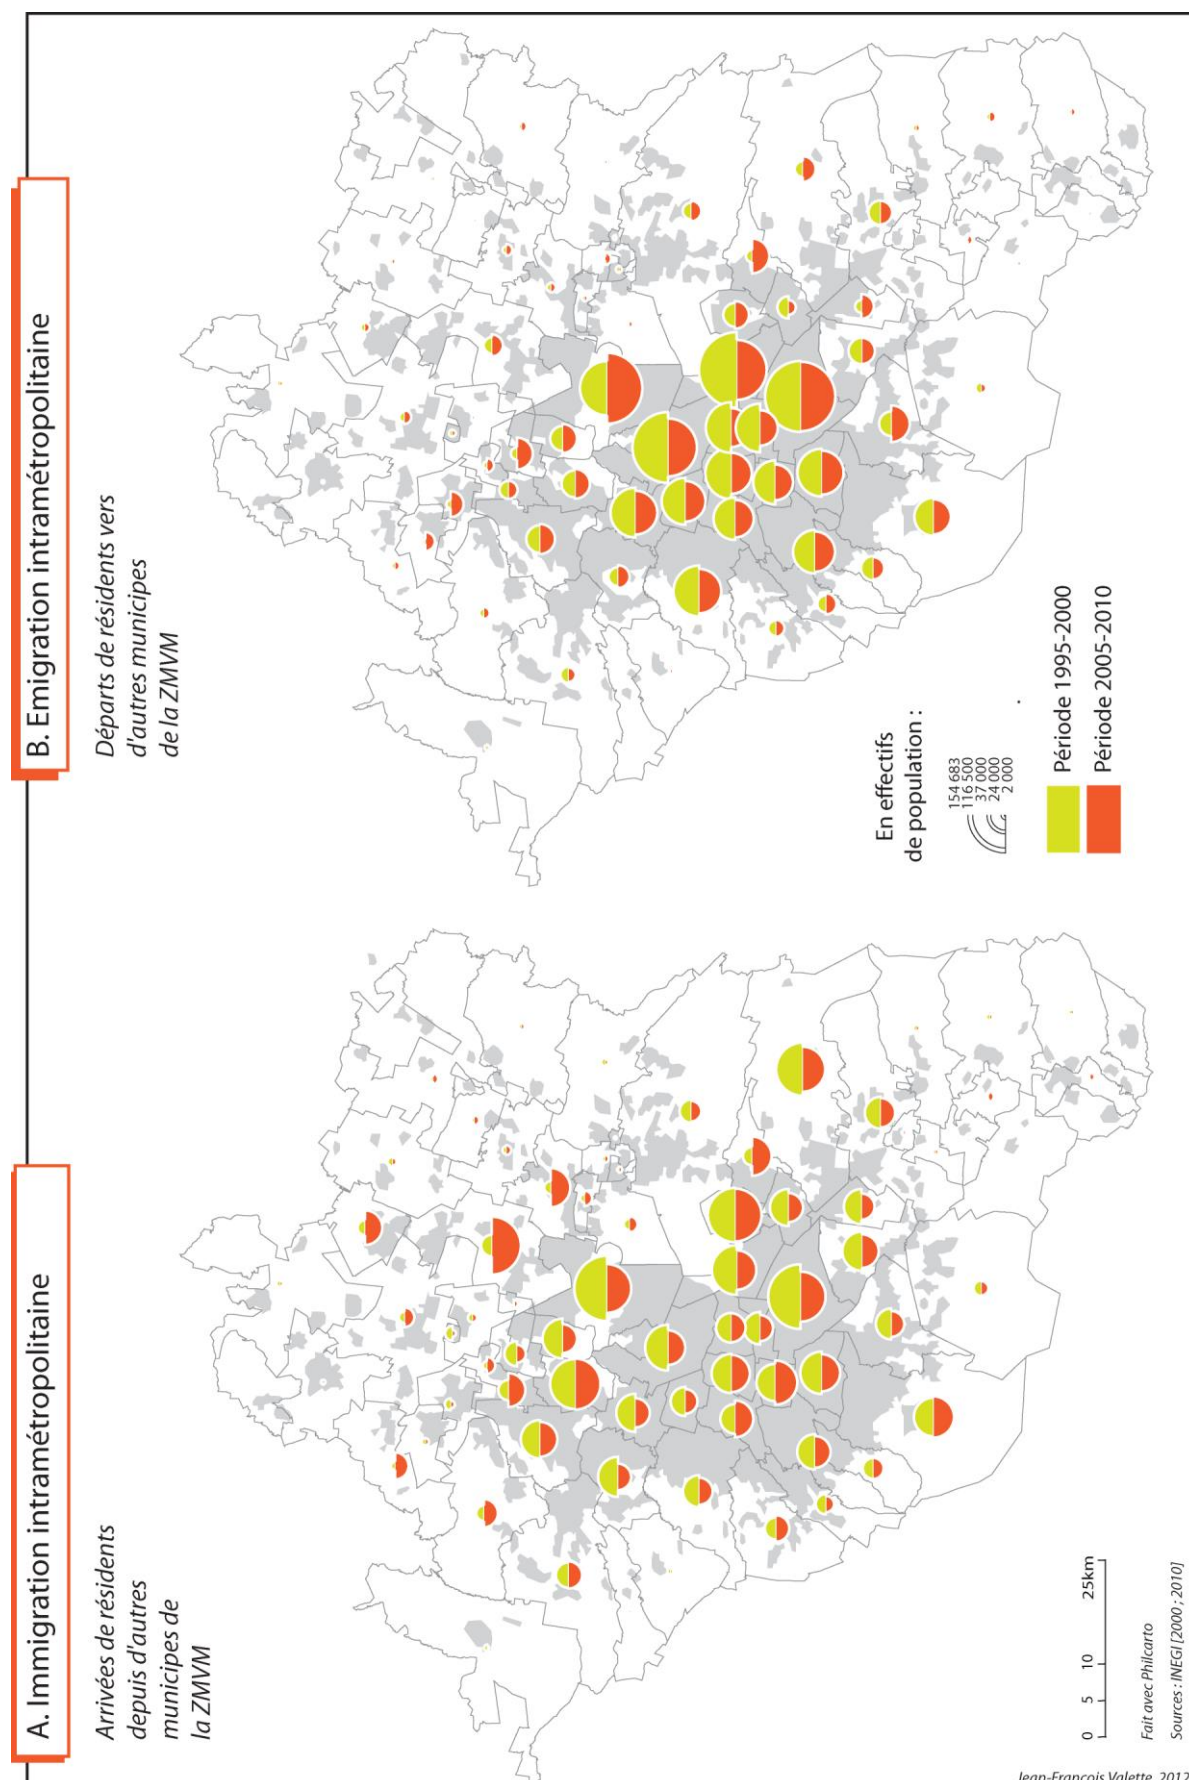 A. Immigration intramétropolitaine
Arrivées de résidents
depuis d'autres
municipes de
la ZMVM
0 5 10 25km
Fait avec Philcarto
Sources : INEGI [2000 ; 2010]
Jean-François Valette, 2012
B. Emigration intramétropolitaine
Départs de résidents vers
d'autres municipes
de la ZMVM
En effectifs
de population :
154 683
116 500
37 000
24 000
2 000
Période 1995-2000
Période 2005-2010